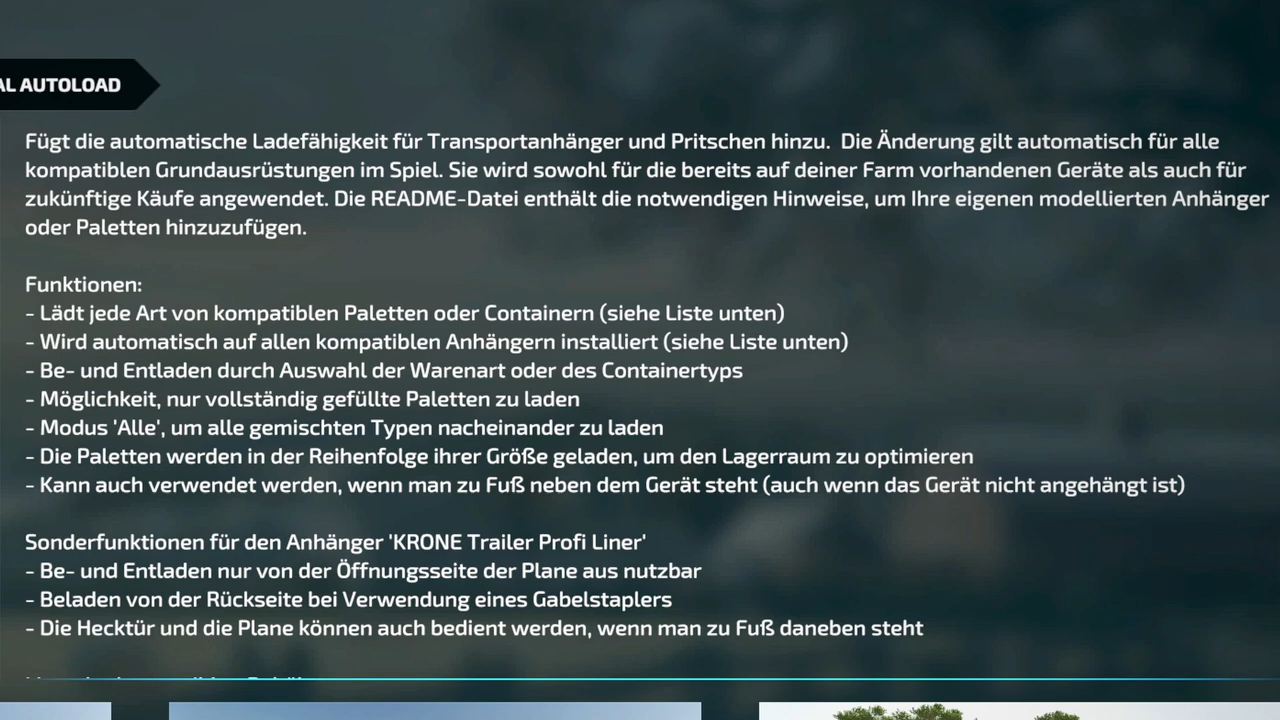 AL AUTOLOAD
Fügt die automatische Ladefähigkeit für Transportanhänger und Pritschen hinzu.  Die Änderung gilt automatisch für alle
kompatiblen Grundausrüstungen im Spiel. Sie wird sowohl für die bereits auf deiner Farm vorhandenen Geräte als auch für
zukünftige Käufe angewendet. Die README-Datei enthält die notwendigen Hinweise, um Ihre eigenen modellierten Anhänger
oder Paletten hinzuzufügen.
Funktionen:
- Lädt jede Art von kompatiblen Paletten oder Containern (siehe Liste unten)
- Wird automatisch auf allen kompatiblen Anhängern installiert (siehe Liste unten)
- Be- und Entladen durch Auswahl der Warenart oder des Containertyps
- Möglichkeit, nur vollständig gefüllte Paletten zu laden
- Modus 'Alle', um alle gemischten Typen nacheinander zu laden
- Die Paletten werden in der Reihenfolge ihrer Größe geladen, um den Lagerraum zu optimieren
- Kann auch verwendet werden, wenn man zu Fuß neben dem Gerät steht (auch wenn das Gerät nicht angehängt ist)
Sonderfunktionen für den Anhänger 'KRONE Trailer Profi Liner'
- Be- und Entladen nur von der Öffnungsseite der Plane aus nutzbar
- Beladen von der Rückseite bei Verwendung eines Gabelstaplers
- Die Hecktür und die Plane können auch bedient werden, wenn man zu Fuß daneben steht